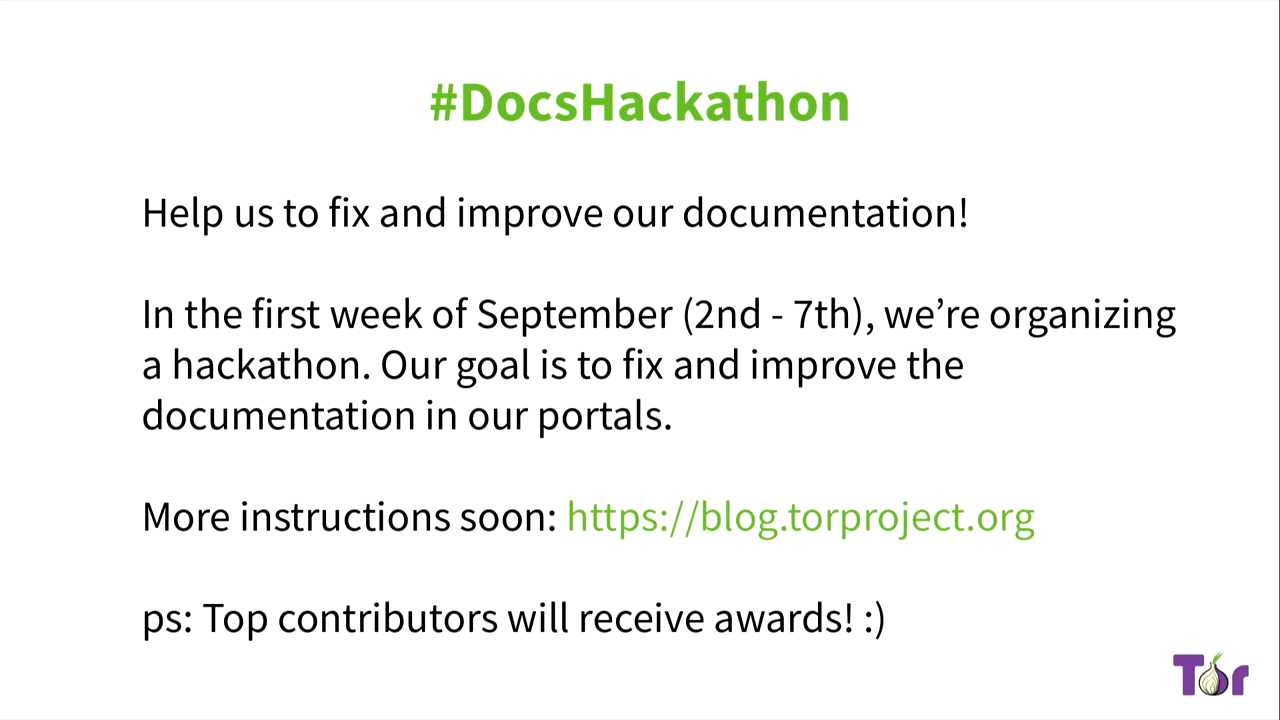 #DocsHackathon
Help us to fix and improve our documentation!
In the first week of September (2nd - 7th), we’re organizing
a hackathon. Our goal is to fix and improve the
documentation in our portals.
More instructions soon: https://blog.torproject.org
ps: Top contributors will receive awards! :)
Tor